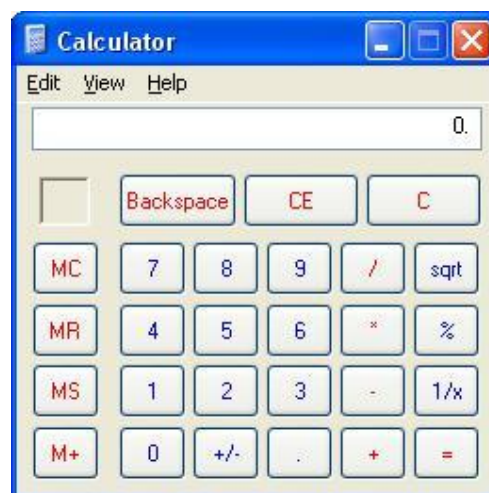 Calculator
Edit View Help
0.
Backspace CE C
MC 7 8 9 / sqrt
MR 4 5 6 * %
MS 1 2 3 - 1/x
M+ 0 +/- . + =